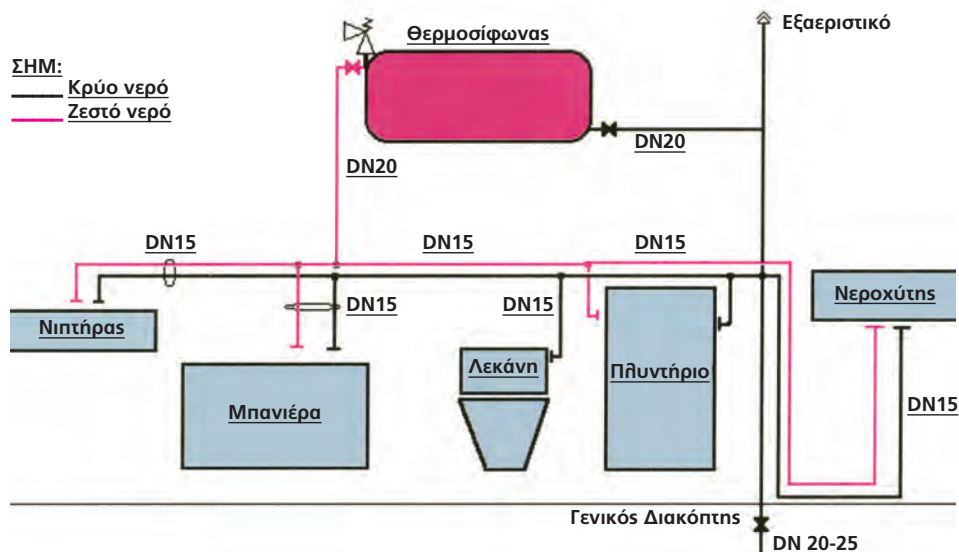 Εξαεριστικό
Θερμοσίφωνας
ΣΗΜ:
Κρύο νερό
Ζεστό νερό
DN20
DN20
DN15
DN15
DN15
Νεροχύτης
DN15
DN15
Νιπτήρας
Λεκάνη
Πλυντήριο
Μπανιέρα
DN15
Γενικός Διακόπτης
DN 20-25